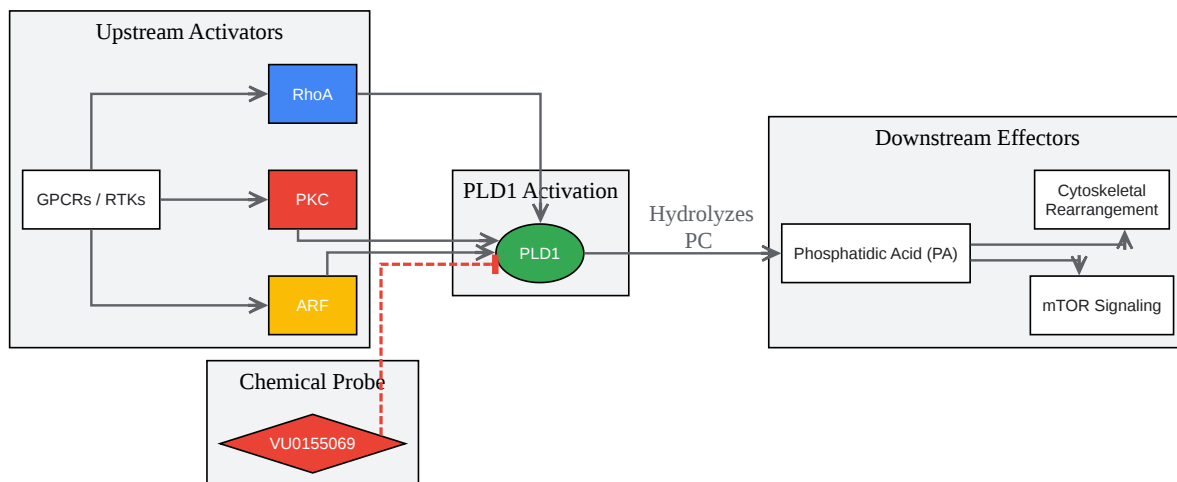 Upstream Activators
RhoA
GPCRs / RTKs
PKC
ARF
PLD1 Activation
PLD1
Hydrolyzes
PC
Downstream Effectors
Cytoskeletal
Rearrangement
Phosphatidic Acid (PA)
mTOR Signaling
Chemical Probe
VU0155069